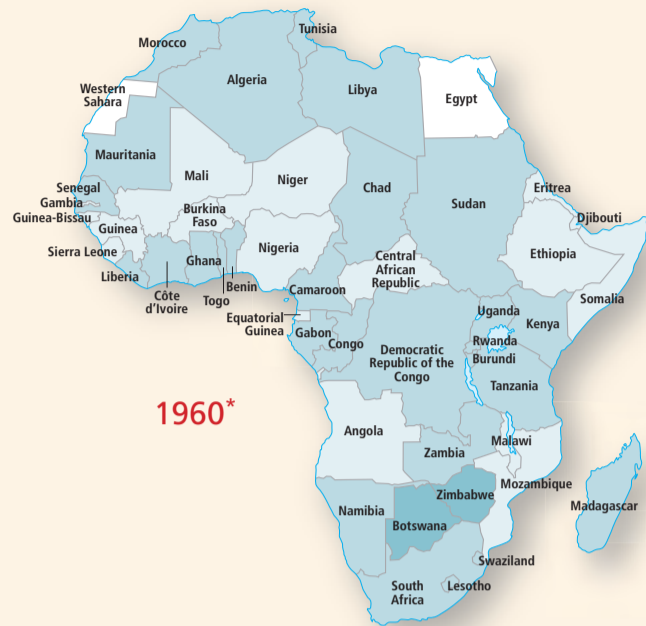 Tunisia
Morocco
Algeria
Libya
Egypt
Western
Sahara
Mauritania
Mali
Niger
Chad
Sudan
Eritrea
Djibouti
Senegal
Gambia
Guinea-Bissau
Guinea
Burkina
Faso
Sierra Leone
Liberia
Côte
d'Ivoire
Ghana
Togo
Benin
Nigeria
Camaroon
Central
African
Republic
Ethiopia
Somalia
Equatorial
Guinea
Gabon
Congo
Democratic
Republic of the
Congo
Uganda
Kenya
Rwanda
Burundi
Tanzania
1960*
Angola
Zambia
Malawi
Mozambique
Zimbabwe
Namibia
Botswana
Madagascar
Swaziland
Lesotho
South
Africa